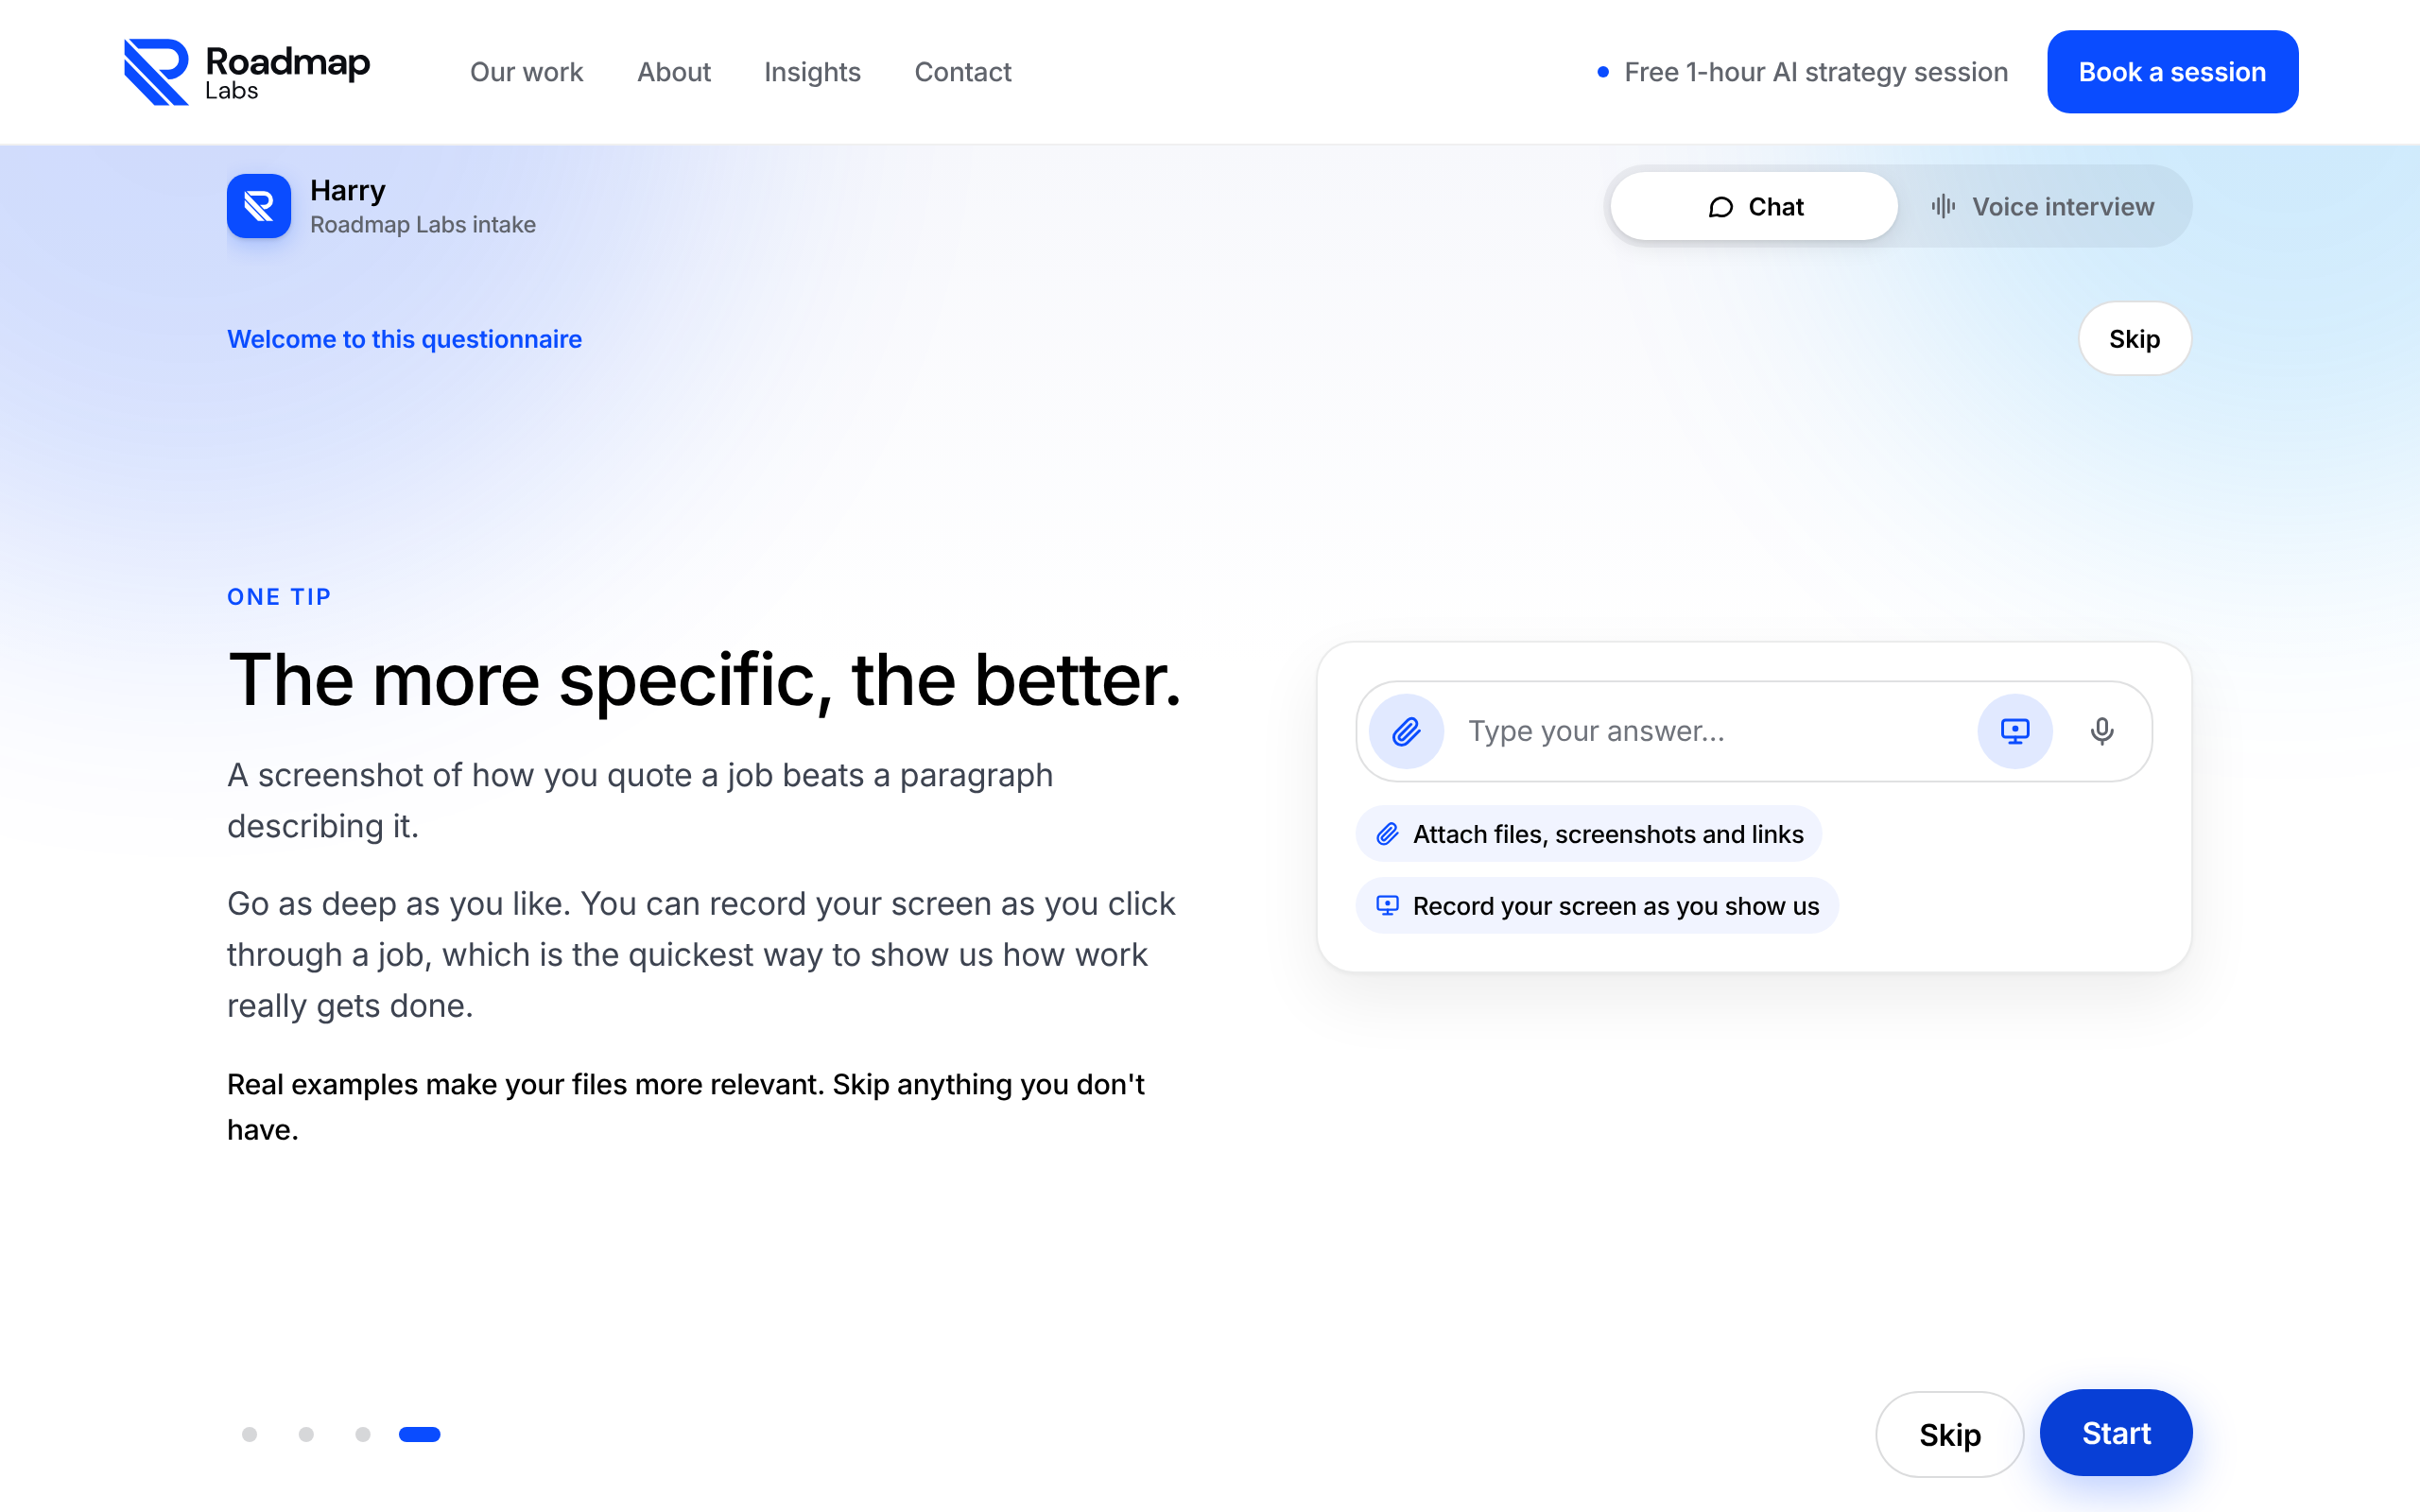 Roadmap
Labs
Our work
About
Insights
Contact
Free 1-hour AI strategy session
Book a session
Harry
Roadmap Labs intake
Chat
Voice interview
Welcome to this questionnaire
Skip
ONE TIP
The more specific, the better.
A screenshot of how you quote a job beats a paragraph
describing it.
Go as deep as you like. You can record your screen as you click
through a job, which is the quickest way to show us how work
really gets done.
Real examples make your files more relevant. Skip anything you don't
have.
Type your answer...
Attach files, screenshots and links
Record your screen as you show us
Skip
Start